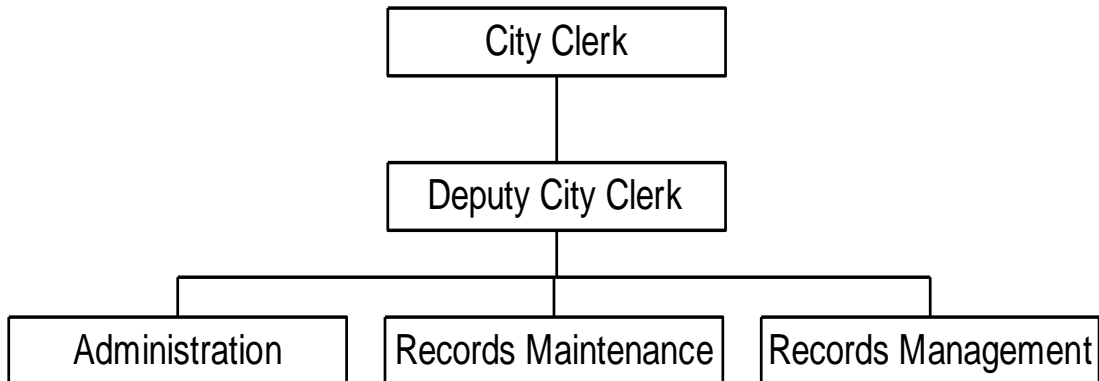 City Clerk
Deputy City Clerk
Administration
Records Maintenance
Records Management